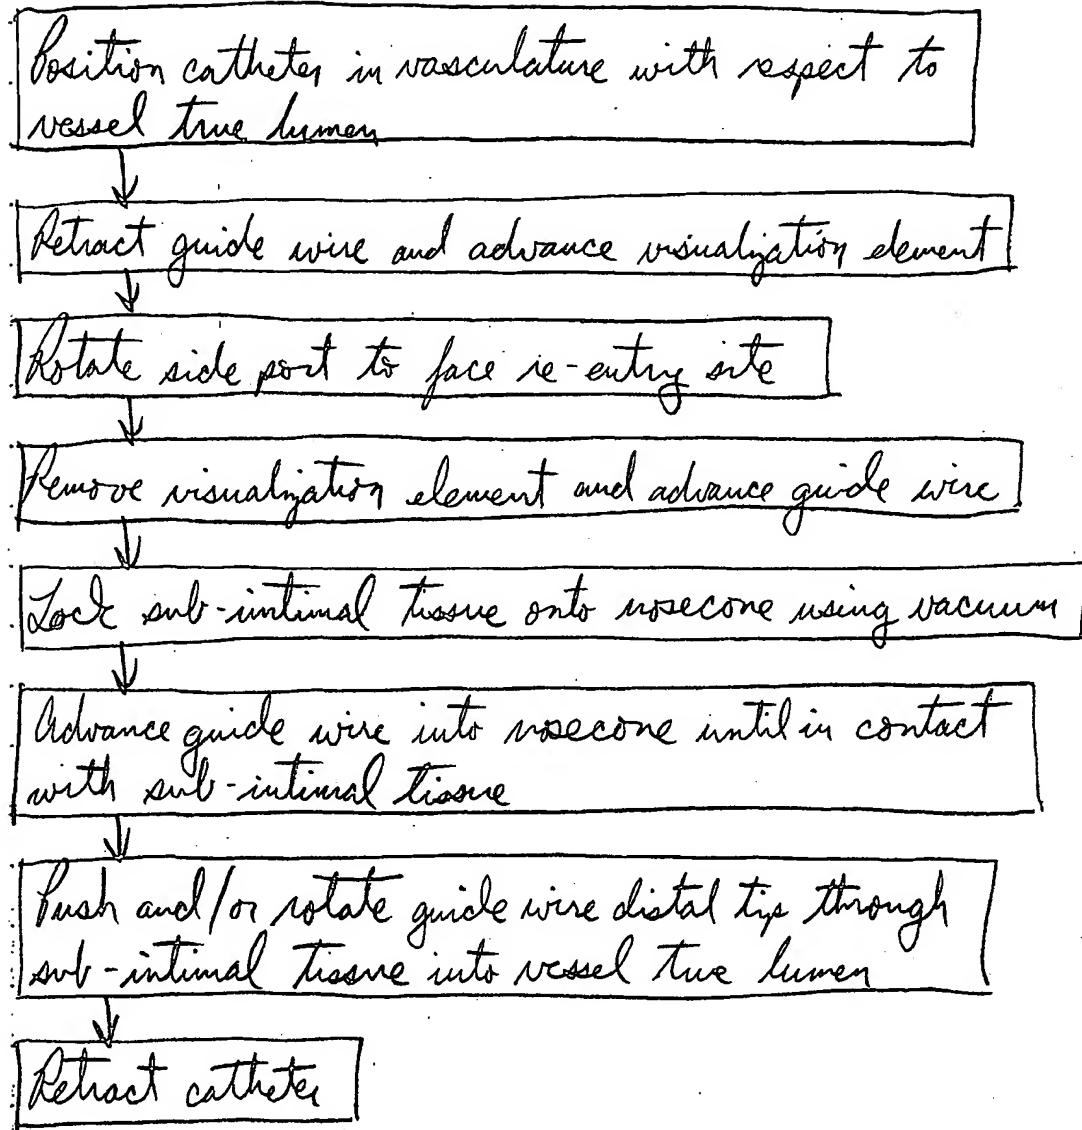 Position catheter in vasculature with respect to
vessel true lumen
Retract guide wire and advance visualization element
Rotate side port to face re-entry site
Remove visualization element and advance guide wire
Lock sub-intimal tissue onto nosecone using vacuum
Advance guide wire into nosecone until in contact
with sub-intimal tissue
Push and/or rotate guide wire distal tip through
sub-intimal tissue into vessel true lumen
Retract catheter